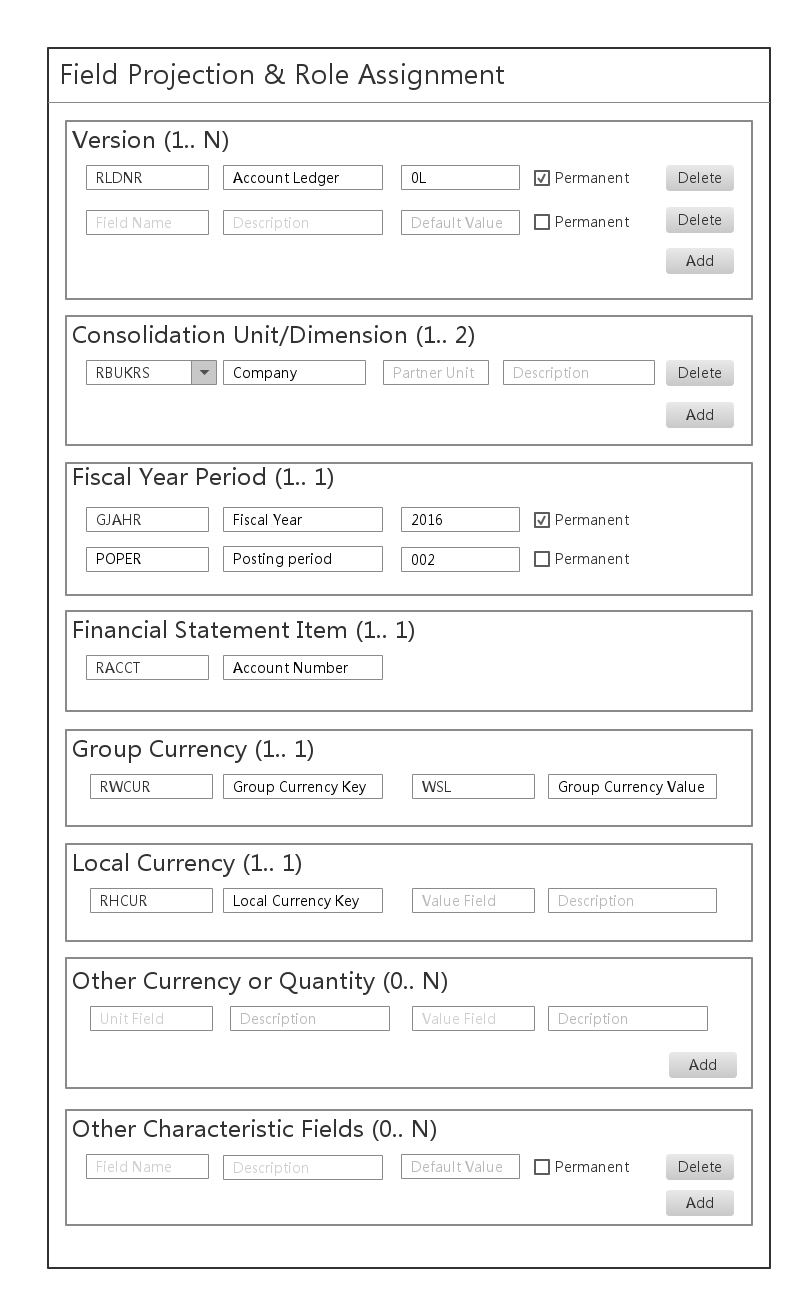 Field Projection & Role Assignment
Version (1.. N)
RLDNR Account Ledger 0L Permanent Delete
Field Name Description Default Value Permanent Delete
Add
Consolidation Unit/Dimension (1.. 2)
RBUKRS Company Partner Unit Description Delete
Add
Fiscal Year Period (1.. 1)
GJAHR Fiscal Year 2016 Permanent
POPER Posting period 002 Permanent
Financial Statement Item (1.. 1)
RACCT Account Number
Group Currency (1.. 1)
RWCUR Group Currency Key WSL Group Currency Value
Local Currency (1.. 1)
RHCUR Local Currency Key Value Field Description
Other Currency or Quantity (0.. N)
Unit Field Description Value Field Decription
Add
Other Characteristic Fields (0.. N)
Field Name Description Default Value Permanent Delete
Add